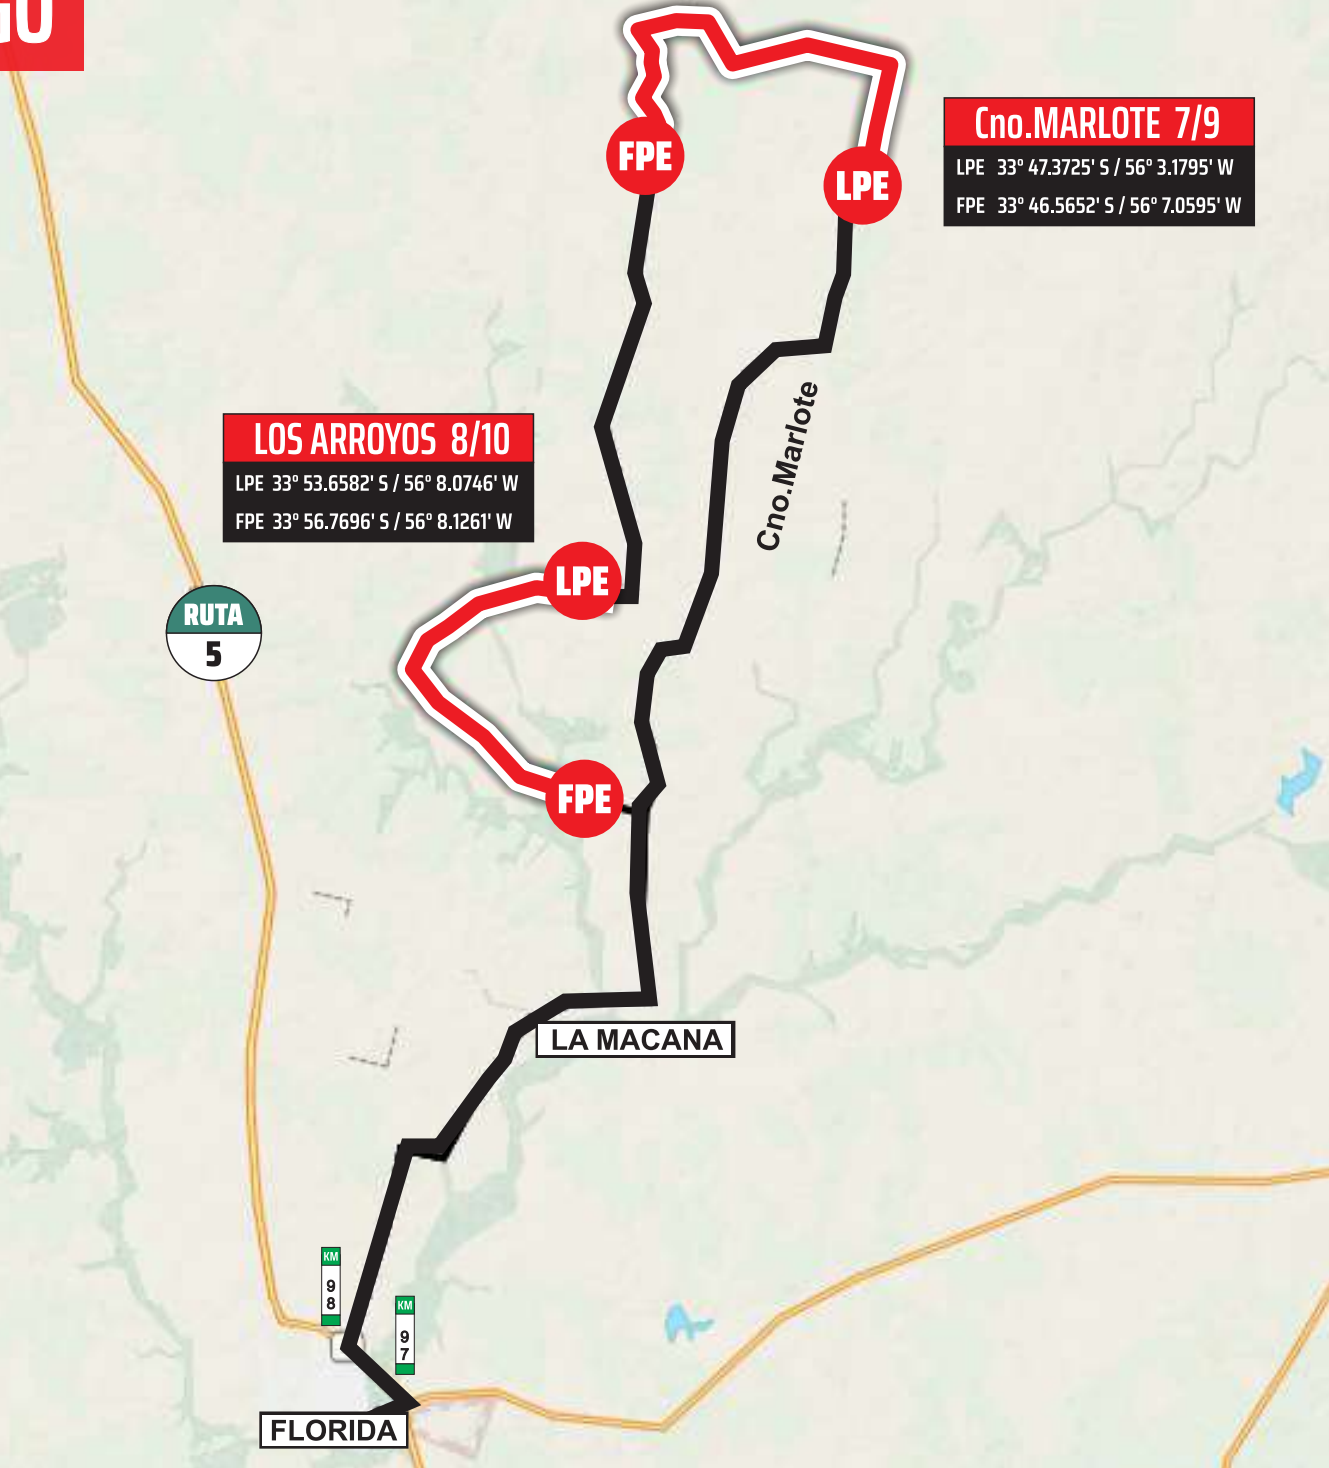 GO
FPE
LPE
Cno.MARLOTE 7/9
LPE 33° 47.3725' S / 56° 3.1795' W
FPE 33° 46.5652' S / 56° 7.0595' W
Cno.Marlote
LOS ARROYOS 8/10
LPE 33° 53.6582' S / 56° 8.0746' W
FPE 33° 56.7696' S / 56° 8.1261' W
LPE
RUTA
5
FPE
LA MACANA
KM
98
KM
97
FLORIDA